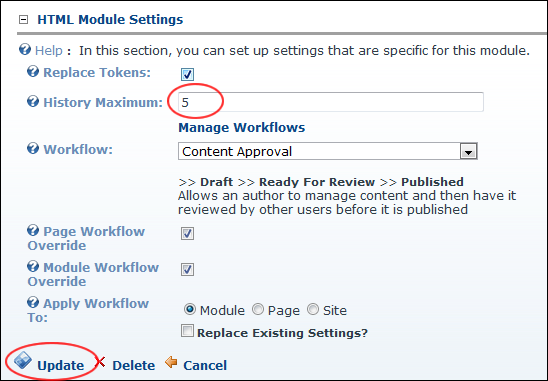 HTML Module Settings
Help : In this section, you can set up settings that are specific for this module.
Replace Tokens:
History Maximum: 5
Manage Workflows
Workflow: Content Approval
>> Draft >> Ready For Review >> Published
Allows an author to manage content and then have it
reviewed by other users before it is published
Page Workflow
Override
Module Workflow
Override
Apply Workflow
To:
Module Page Site
Replace Existing Settings?
Update Delete Cancel